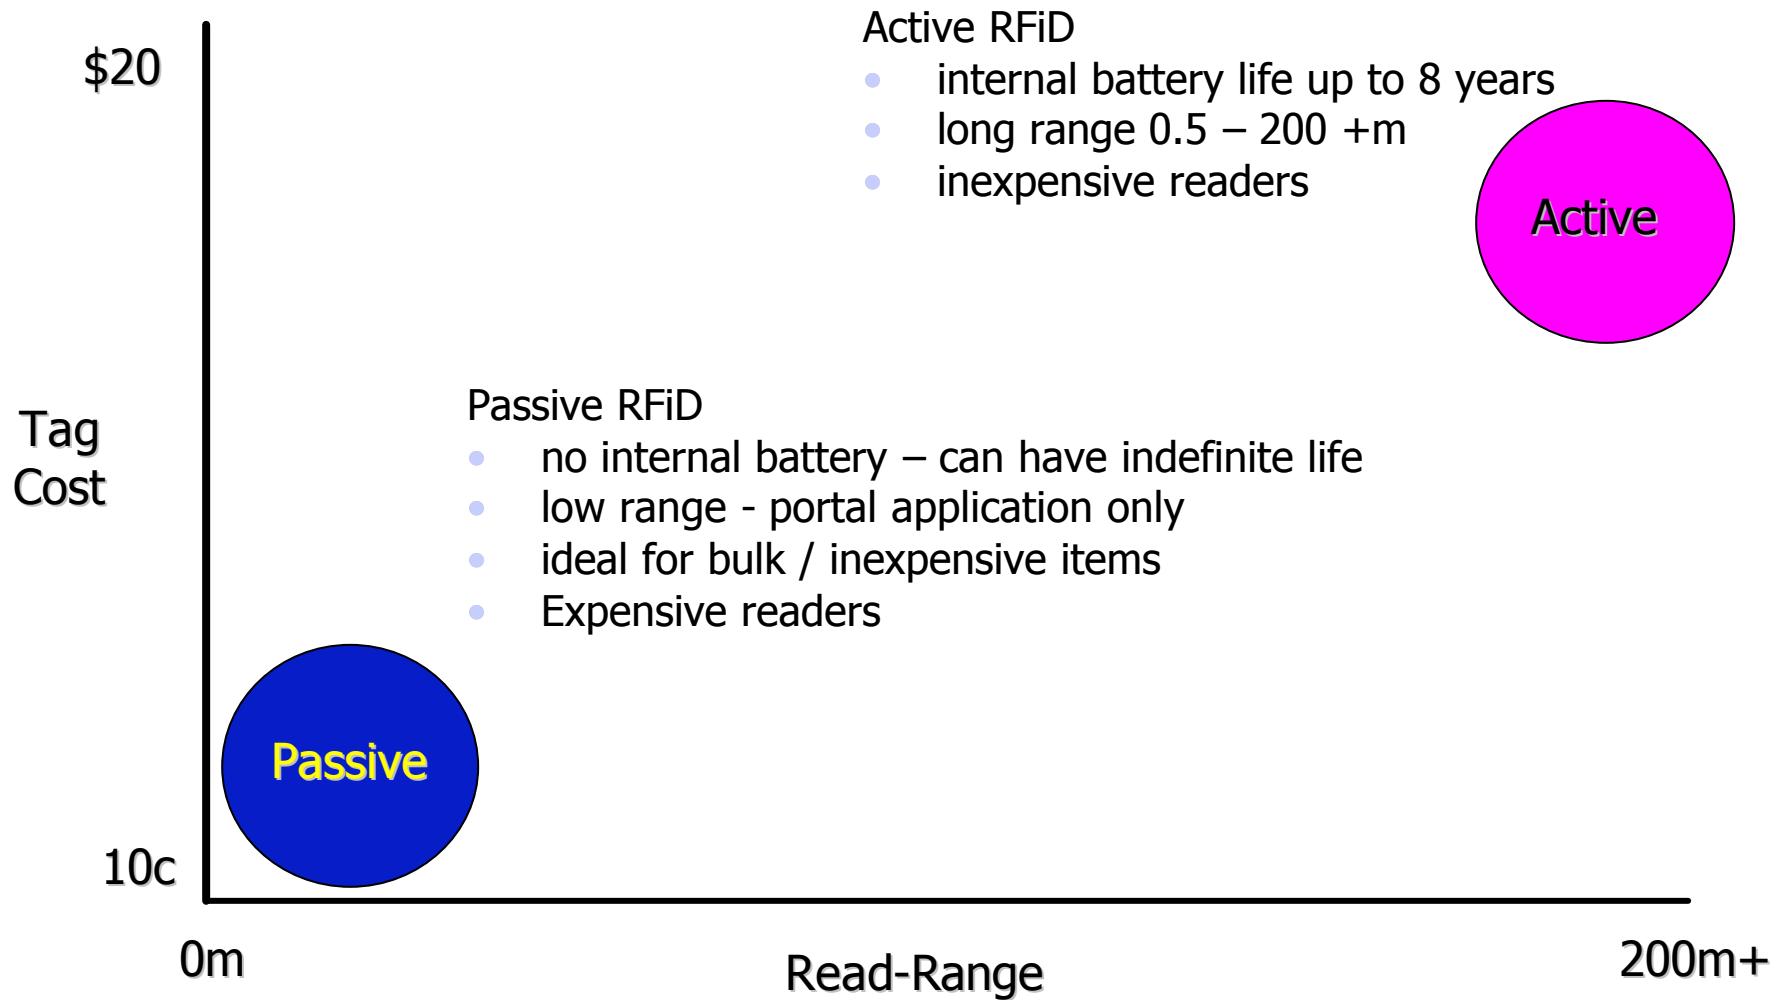 Active RFiD
$20
internal battery life up to 8 years
long range 0.5 – 200 +m
inexpensive readers
Active
Passive RFiD
Tag
Cost
no internal battery – can have indefinite life
low range - portal application only
ideal for bulk / inexpensive items
Expensive readers
Passive
10c
0m
Read-Range
200m+